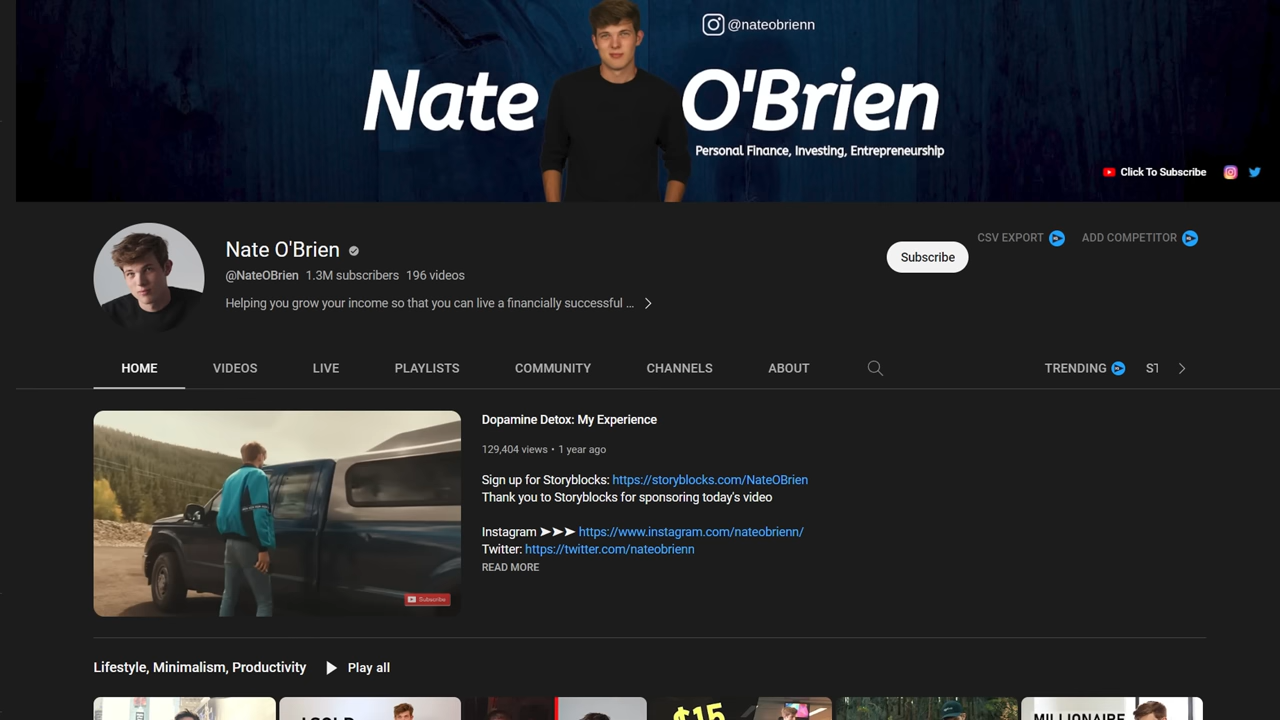 @nateobrienn
Nate O'Brien
Personal Finance, Investing, Entrepreneurship
Click To Subscribe
Nate O'Brien
@NateOBrien 1.3M subscribers 196 videos
Helping you grow your income so that you can live a financially successful ...
Subscribe
CSV EXPORT
ADD COMPETITOR
HOME
VIDEOS
LIVE
PLAYLISTS
COMMUNITY
CHANNELS
ABOUT
TRENDING
Dopamine Detox: My Experience
129,404 views • 1 year ago
Sign up for Storyblocks: https://storyblocks.com/NateOBrien
Thank you to Storyblocks for sponsoring today's video
Instagram ➤➤➤ https://www.instagram.com/nateobrienn/
Twitter: https://twitter.com/nateobrienn
READ MORE
Subscribe
Lifestyle, Minimalism, Productivity
Play all
$15
MILLIONAIRE